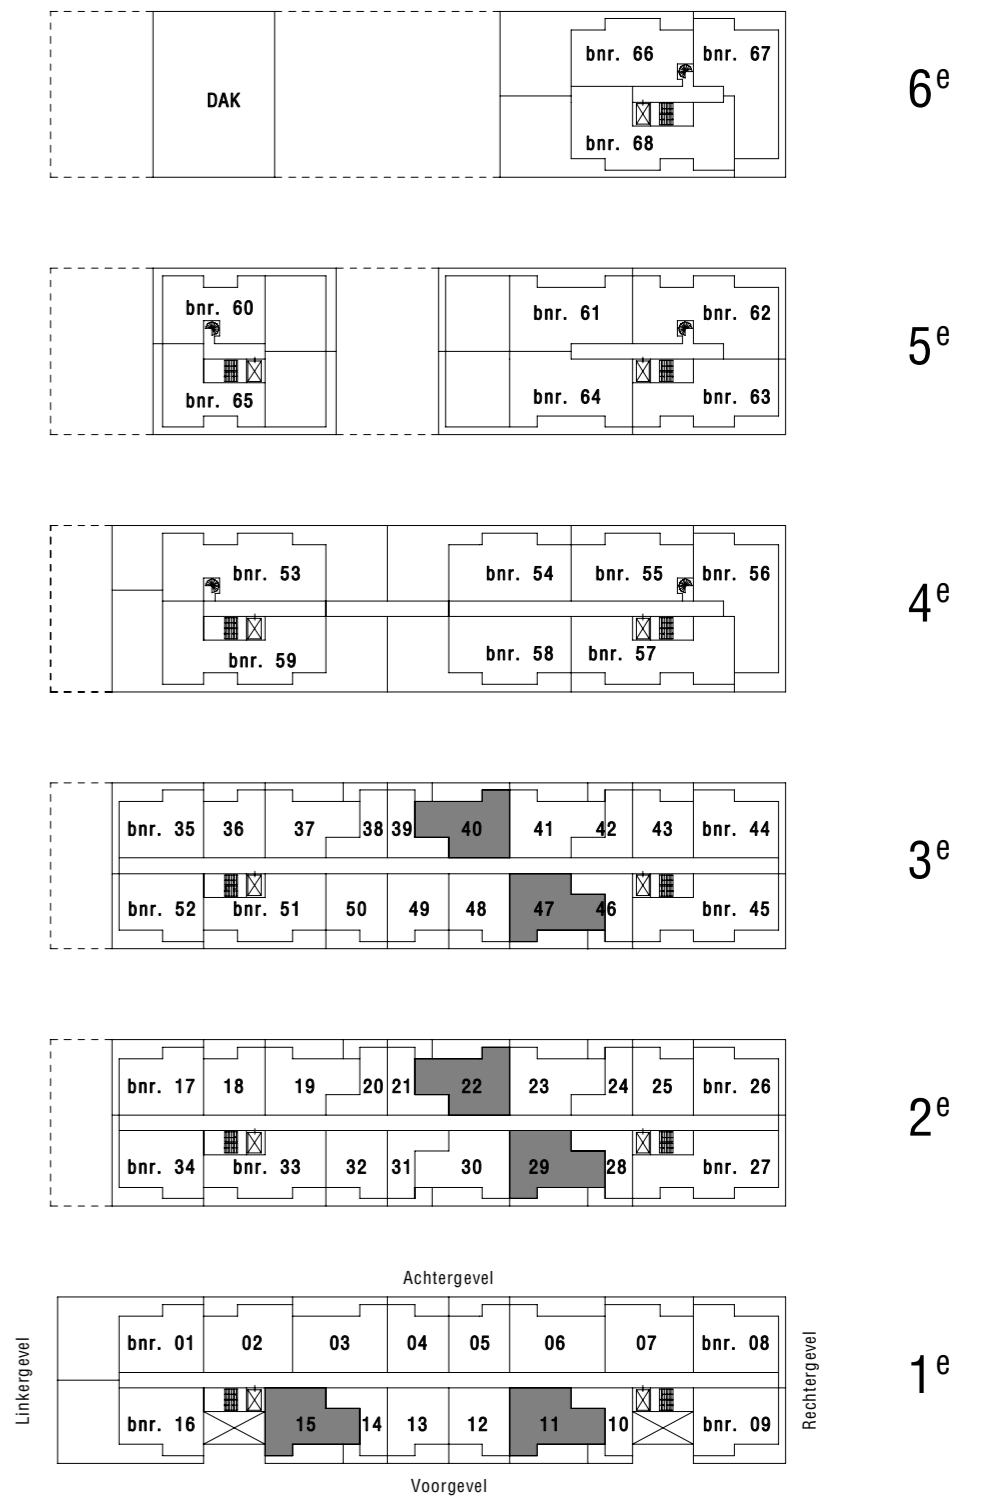 bnr. 66 bnr. 67
6e
DAK
bnr. 68
bnr. 60 bnr. 61 bnr. 62
5e
bnr. 65 bnr. 64 bnr. 63
bnr. 53 bnr. 54 bnr. 55 bnr. 56
4e
bnr. 59 bnr. 58 bnr. 57
bnr. 35 36 37 38 39 40 41 42 43 44
3e
bnr. 52 bnr. 51 50 49 48 47 46 bnr. 45
bnr. 17 18 19 20 21 22 23 24 25 bnr. 26
2e
bnr. 34 bnr. 33 32 31 30 29 28 bnr. 27
Achtergevel
bnr. 01 02 03 04 05 06 07 bnr. 08
Linkergevel
Rechtergevel
1e
bnr. 16 15 14 13 12 11 10 bnr. 09
Voorgevel